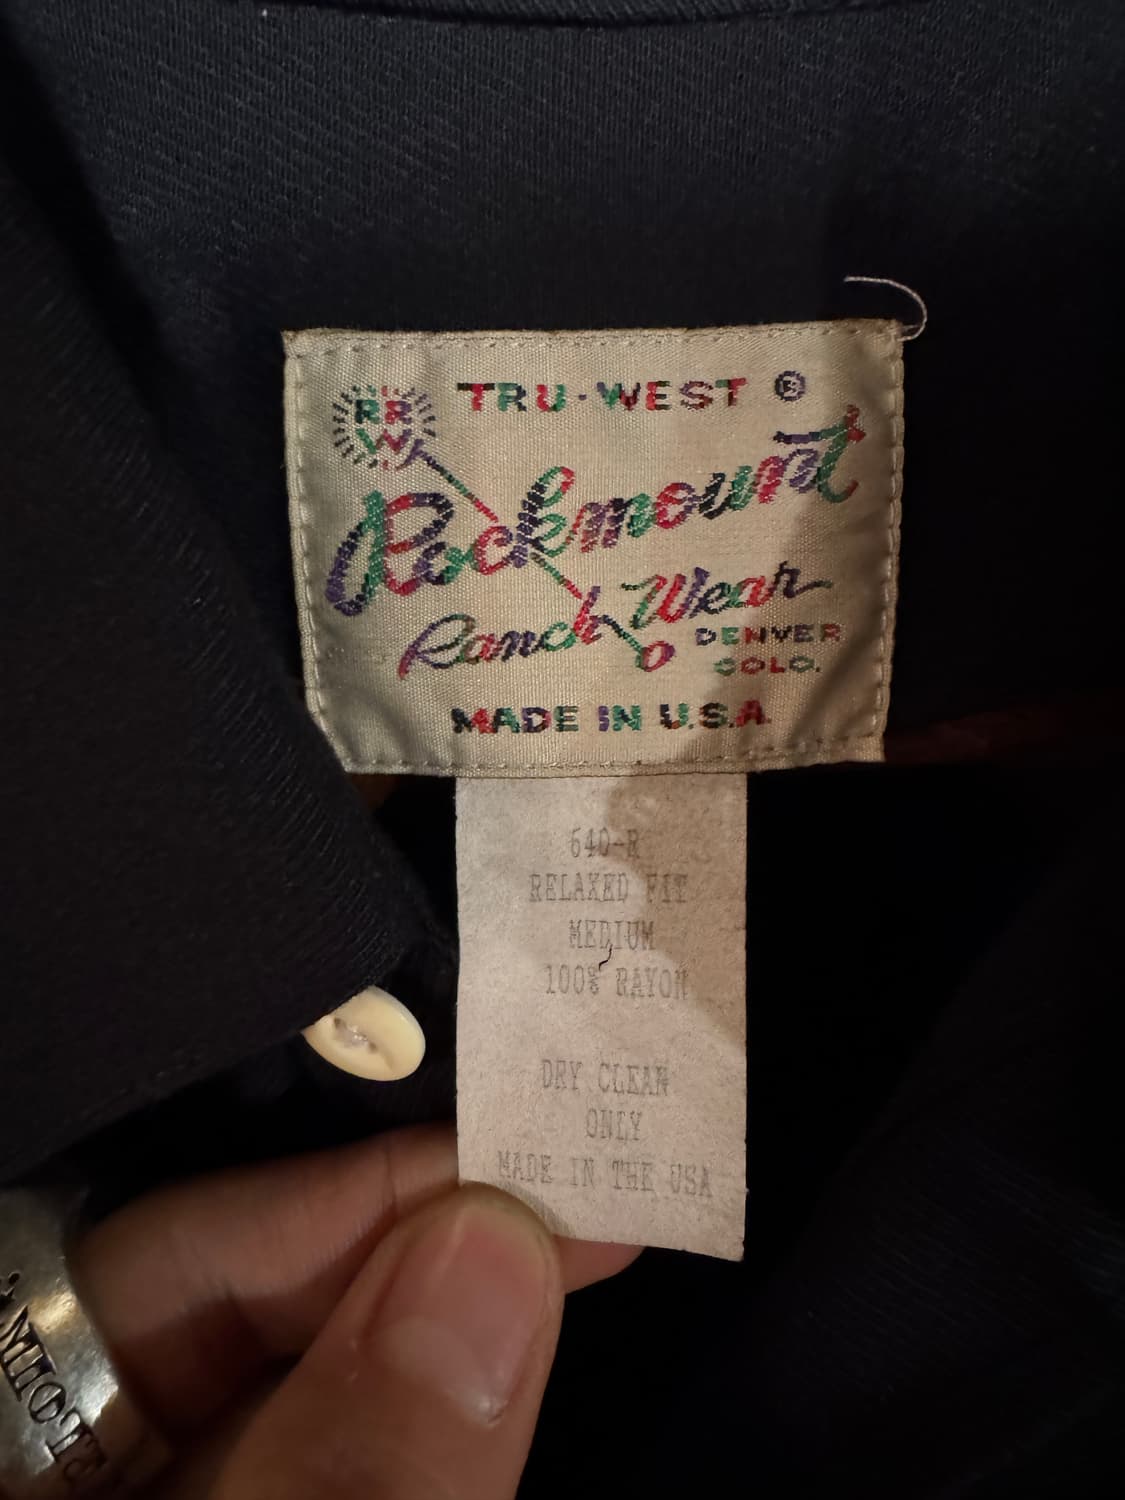 TRU·WEST ®
RR
W
Rockmount
Ranch Wear
DENVER
COLO.
MADE IN U.S.A.
640-R
RELAXED FIT
MEDIUM
100% RAYON
DRY CLEAN
ONLY
MADE IN THE USA